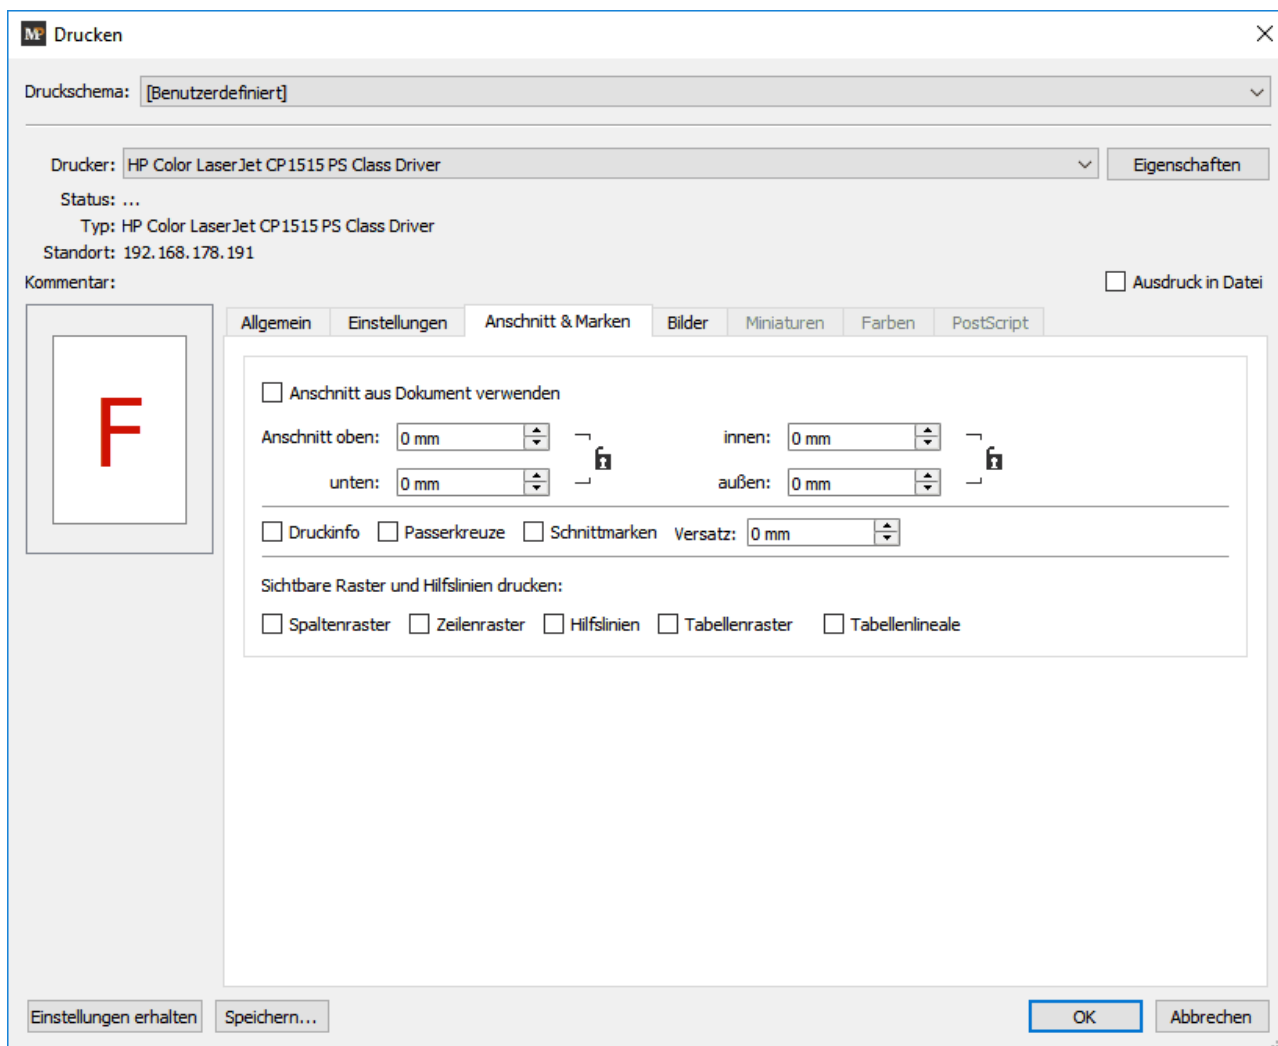 MP Drucken
Druckschema: [Benutzerdefiniert]
Drucker: HP Color LaserJet CP1515 PS Class Driver Eigenschaften
Status: ...
Typ: HP Color LaserJet CP1515 PS Class Driver
Standort: 192.168.178.191
Kommentar: Ausdruck in Datei
F
Allgemein Einstellungen Anschnitt & Marken Bilder Miniaturen Farben PostScript
Anschnitt aus Dokument verwenden
Anschnitt oben: 0 mm innen: 0 mm
unten: 0 mm außen: 0 mm
Druckinfo Passerkreuze Schnittmarken Versatz: 0 mm
Sichtbare Raster und Hilfslinien drucken:
Spaltenraster Zeilenraster Hilfslinien Tabellenraster Tabellenlineale
Einstellungen erhalten Speichern... OK Abbrechen